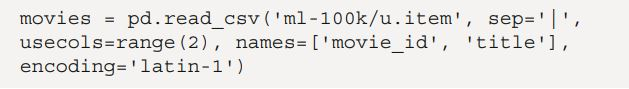 movies = pd.read_csv('ml-100k/u.item', sep='|',
usecols=range(2), names=['movie_id', 'title'],
encoding='latin-1')